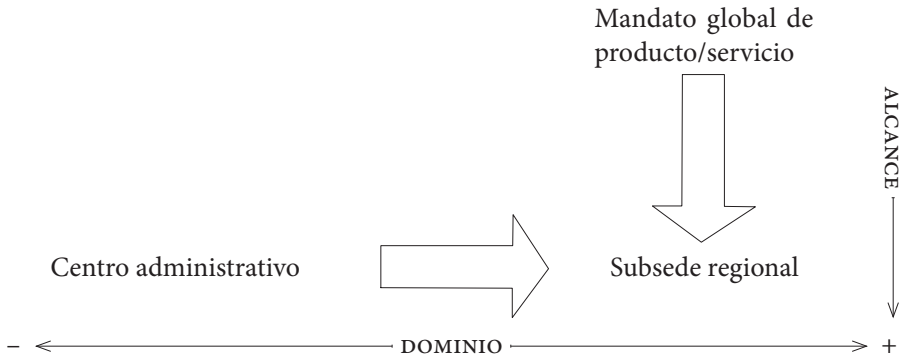 Mandato global de
producto/servicio
ALCANCE
Centro administrativo
Subsede regional
– DOMINIO +